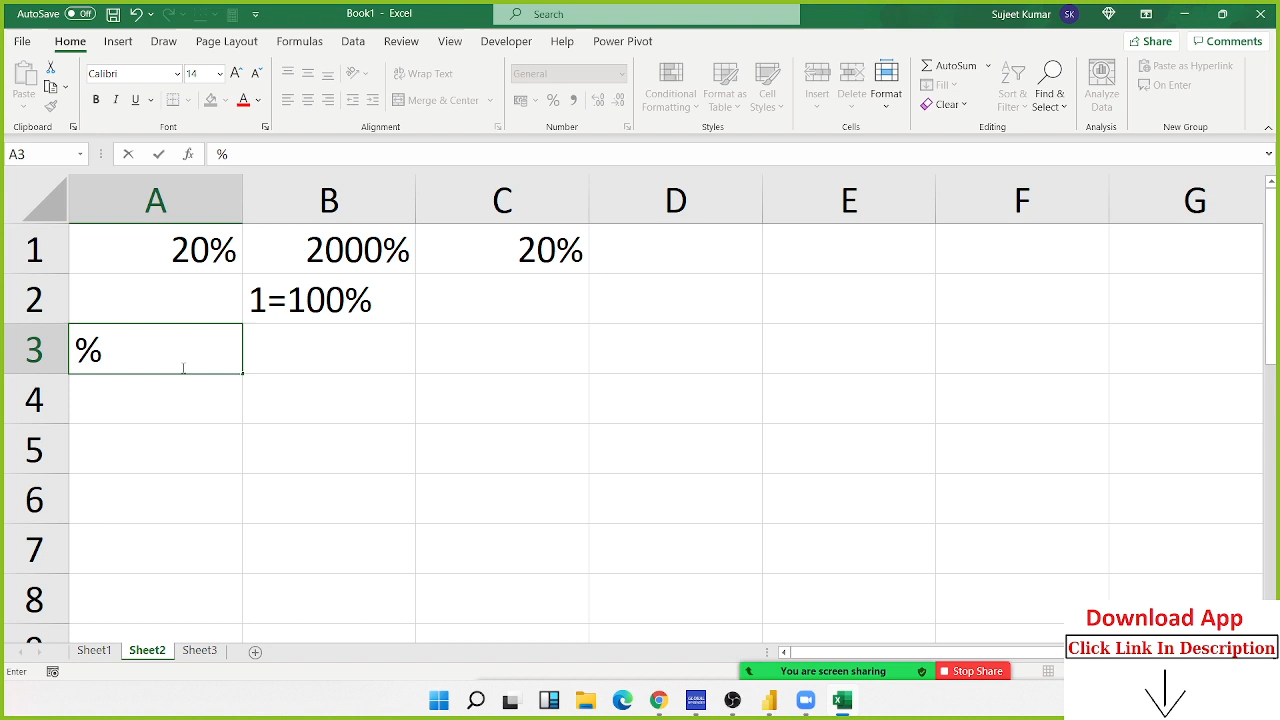 AutoSave Off Book1 - Excel Search Sujeet Kumar SK
File Home Insert Draw Page Layout Formulas Data Review View Developer Help Power Pivot Share Comments
Calibri 14 Wrap Text General AutoSum Paste as Hyperlink
Fill On Enter
Paste B I U A Merge & Center % Conditional Formatting Format as Table Cell Styles Insert Delete Format Clear Sort & Filter Find & Select Analyze Data
Clipboard Font Alignment Number Styles Cells Editing Analysis New Group
A3 fx %
A B C D E F G
1 20% 2000% 20%
2 1=100%
3 %
4
5
6
7
8
Download App
Click Link In Description
Sheet1 Sheet2 Sheet3
Enter You are screen sharing Stop Share